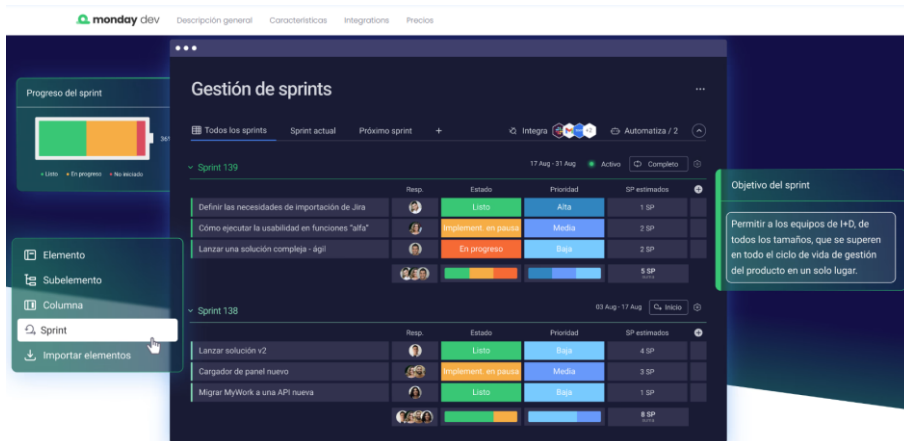 monday dev
Descripción general Características Integrations Precios
Progreso del sprint
Listo En progreso No iniciado
Elemento
Subelemento
Columna
Sprint
Importar elementos
Gestión de sprints
Todos los sprints Sprint actual Próximo sprint + Integra +2 Automatiza / 2
Sprint 139 17 Aug - 31 Aug Activo Completo
Resp. Estado Prioridad SP estimados
Definir las necesidades de importación de Jira Listo Alta 1 SP
Cómo ejecutar la usabilidad en funciones "alfa" Implement. en pausa Media 2 SP
Lanzar una solución compleja - ágil En progreso Baja 2 SP
5 SP
Sprint 138 03 Aug - 17 Aug Inicio
Resp. Estado Prioridad SP estimados
Lanzar solución v2 Listo Baja 4 SP
Cargador de panel nuevo Implement. en pausa Media 3 SP
Migrar MyWork a una API nueva Listo Baja 1 SP
8 SP
Objetivo del sprint
Permitir a los equipos de I+D, de
todos los tamaños, que se superen
en todo el ciclo de vida de gestión
del producto en un solo lugar.